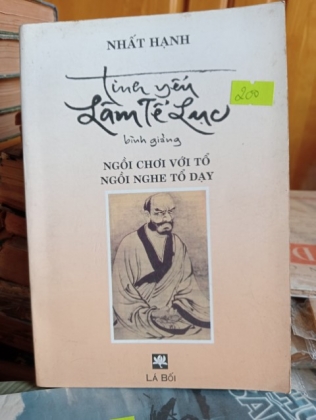 NHẤT HẠNH
Tinh yếu
Lâm Tế Lục
bình giảng
200
NGỒI CHƠI VỚI TỔ
NGỒI NGHE TỔ DẠY
LÁ BỐI